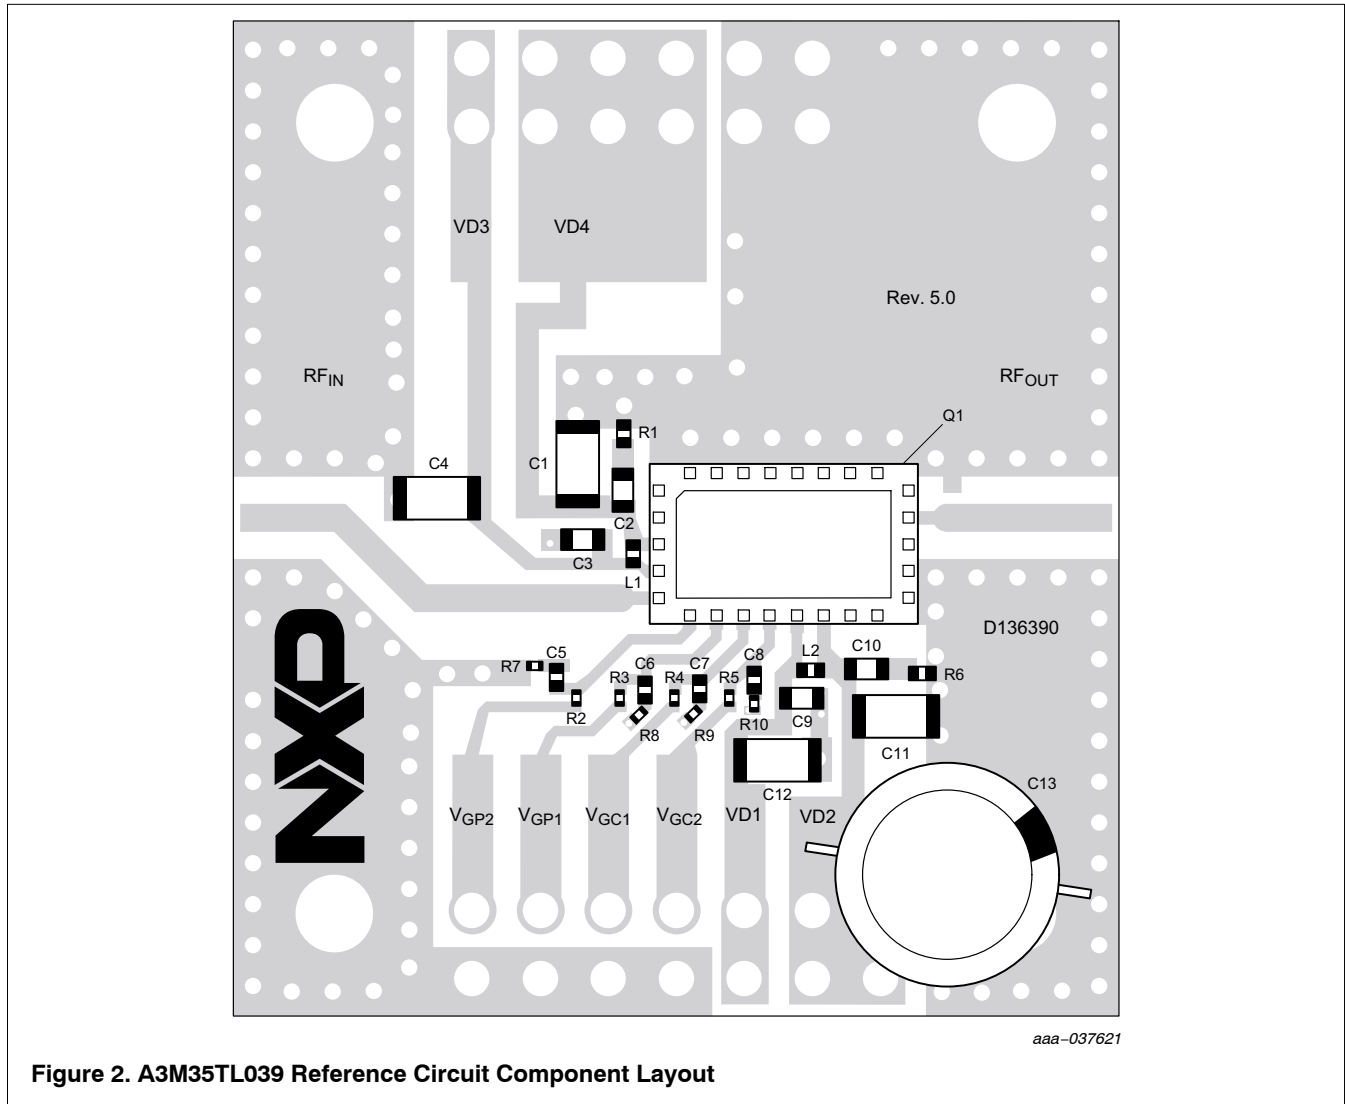 VD3
VD4
Rev. 5.0
RFIN
RFOUT
Q1
R1
C4
C1
C2
C3
L1
D136390
NXP
R7
C5
R3
C6
R4
C7
R5
C8
L2
C10
R6
R2
R8
R9
R10
C9
C11
C12
C13
VGP2
VGP1
VGC1
VGC2
VD1
VD2
aaa–037621
Figure 2. A3M35TL039 Reference Circuit Component Layout